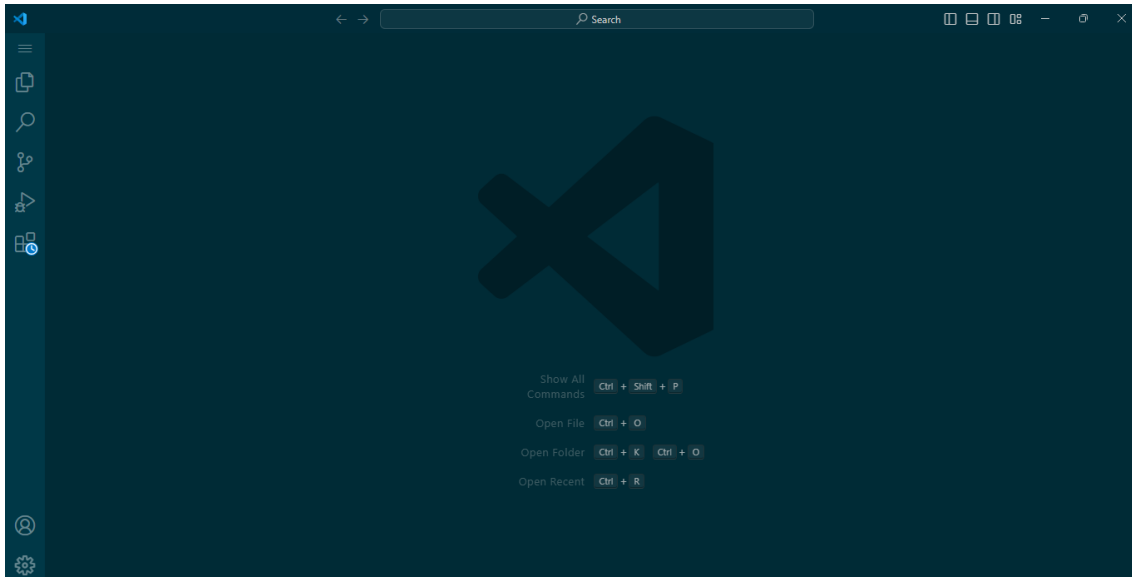 Search
Show All
Commands
Ctrl + Shift + P
Open File Ctrl + O
Open Folder Ctrl + K Ctrl + O
Open Recent Ctrl + R